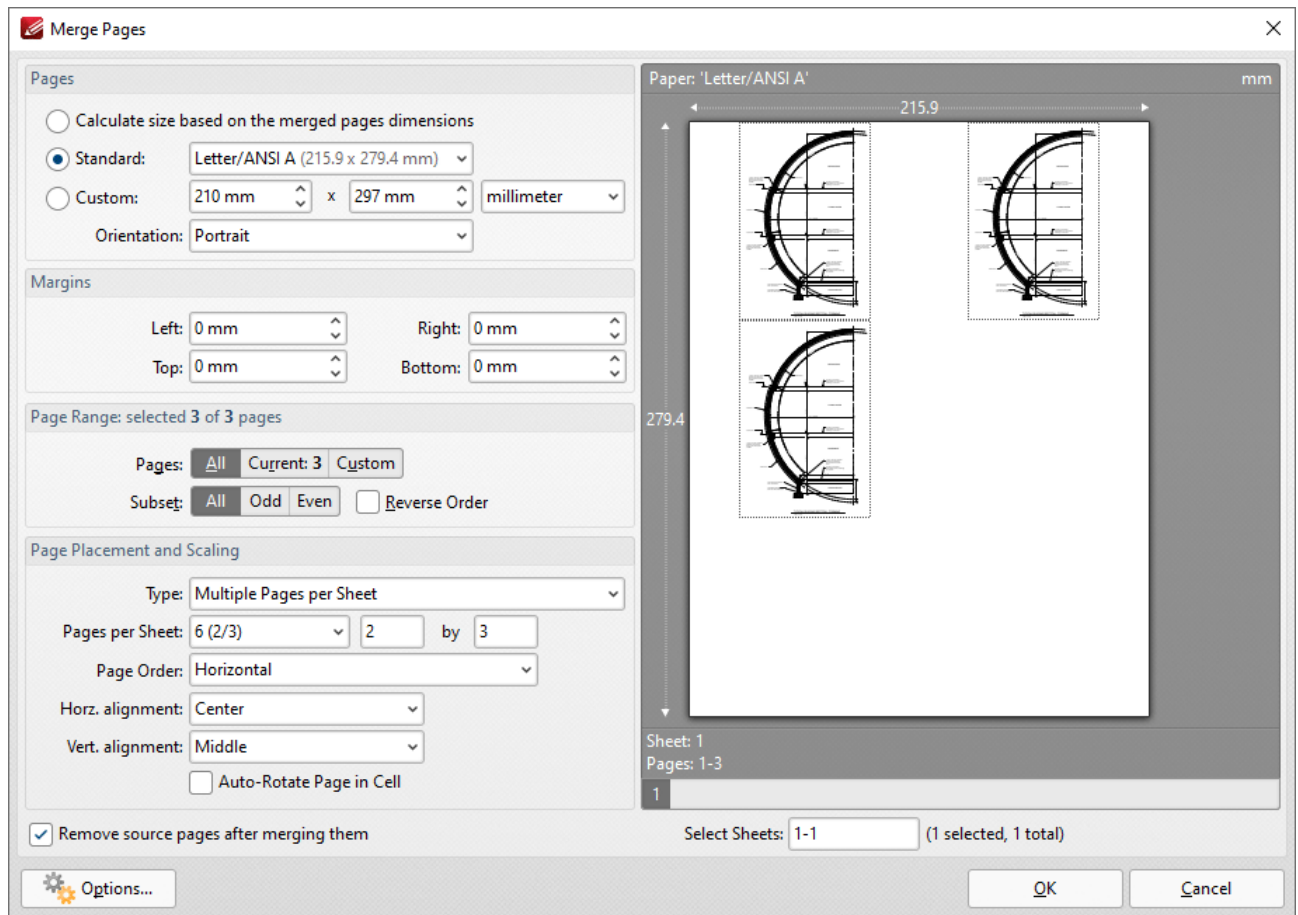 Merge Pages
Pages
Calculate size based on the merged pages dimensions
Standard: Letter/ANSI A (215.9 x 279.4 mm)
Custom: 210 mm x 297 mm millimeter
Orientation: Portrait
Margins
Left: 0 mm Right: 0 mm
Top: 0 mm Bottom: 0 mm
Page Range: selected 3 of 3 pages
Pages: All Current: 3 Custom
Subset: All Odd Even Reverse Order
Page Placement and Scaling
Type: Multiple Pages per Sheet
Pages per Sheet: 6 (2/3) 2 by 3
Page Order: Horizontal
Horz. alignment: Center
Vert. alignment: Middle
Auto-Rotate Page in Cell
Remove source pages after merging them
Options...
Paper: 'Letter/ANSI A' mm
215.9
279.4
Sheet: 1
Pages: 1-3
1
Select Sheets: 1-1 (1 selected, 1 total)
OK Cancel